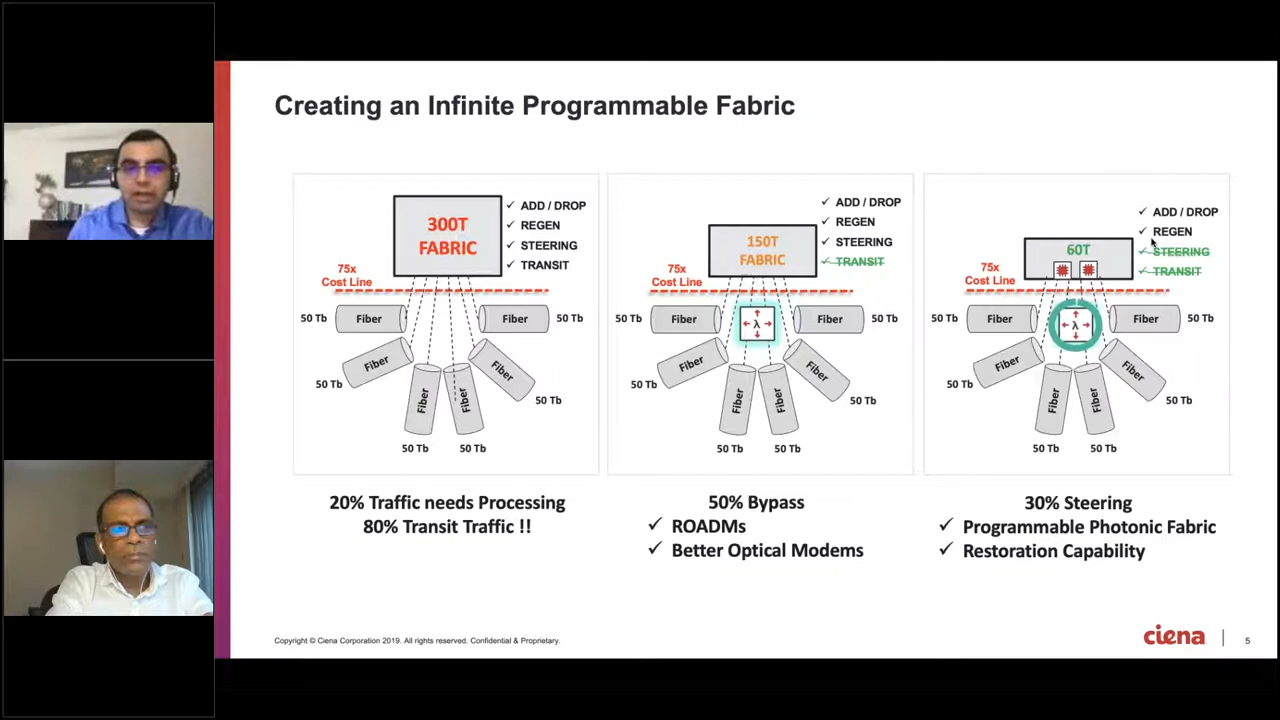 Creating an Infinite Programmable Fabric
300T
FABRIC
✓ ADD / DROP
✓ REGEN
✓ STEERING
✓ TRANSIT
75x
Cost Line
50 Tb
Fiber
Fiber
50 Tb
Fiber
50 Tb
Fiber
50 Tb
Fiber
50 Tb
Fiber
50 Tb
20% Traffic needs Processing
80% Transit Traffic !!
150T
FABRIC
✓ ADD / DROP
✓ REGEN
✓ STEERING
✓ TRANSIT
75x
Cost Line
50 Tb
Fiber
λ
Fiber
50 Tb
Fiber
50 Tb
Fiber
50 Tb
Fiber
50 Tb
Fiber
50 Tb
50% Bypass
✓ ROADMs
✓ Better Optical Modems
60T
✓ ADD / DROP
✓ REGEN
✓ STEERING
✓ TRANSIT
75x
Cost Line
50 Tb
Fiber
λ
Fiber
50 Tb
Fiber
50 Tb
Fiber
50 Tb
Fiber
50 Tb
Fiber
50 Tb
30% Steering
✓ Programmable Photonic Fabric
✓ Restoration Capability
Copyright © Ciena Corporation 2019. All rights reserved. Confidential & Proprietary.
ciena
5